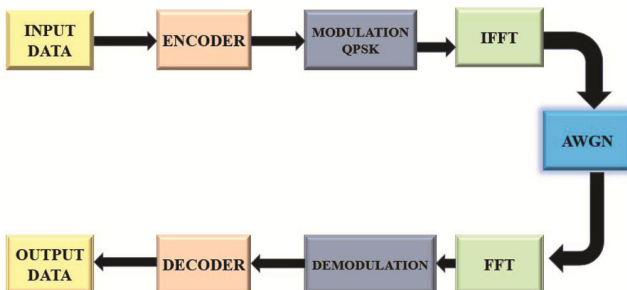 INPUT
DATA
ENCODER
MODULATION
QPSK
IFFT
AWGN
OUTPUT
DATA
DECODER
DEMODULATION
FFT